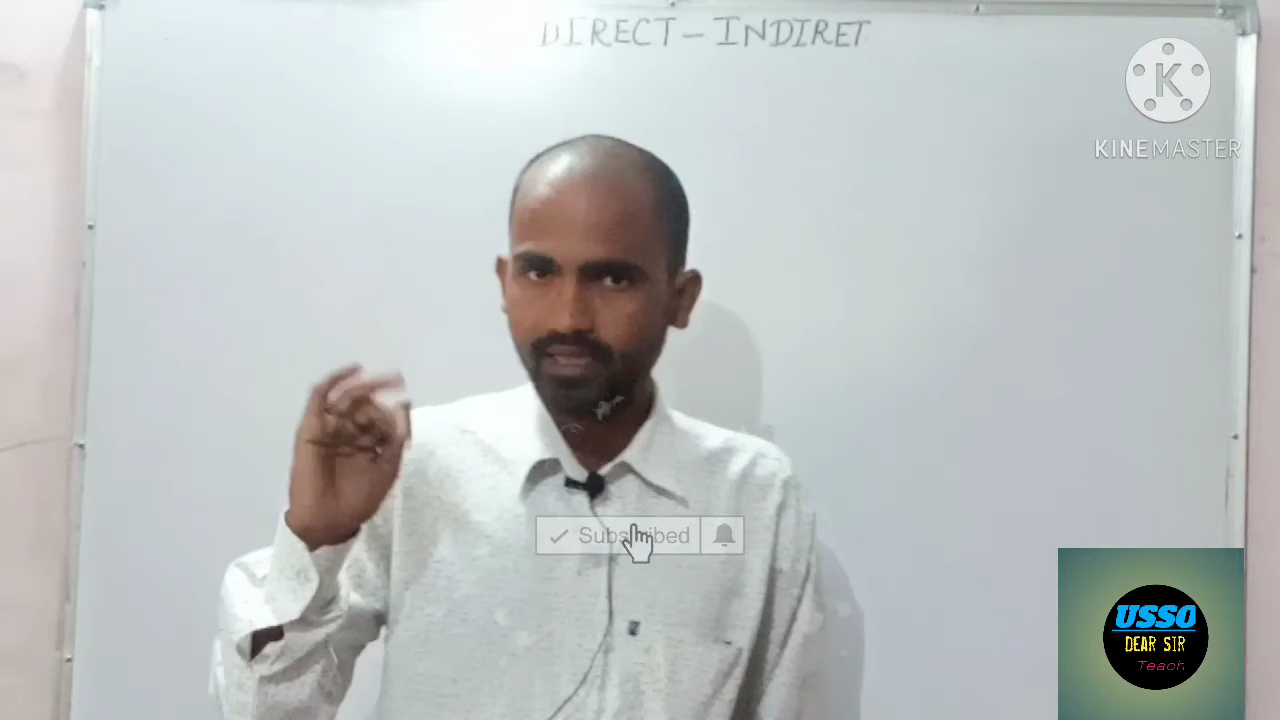 DIRECT-INDIRET
KINEMASTER
Subscribed
USSO
DEAR SIR
Teach